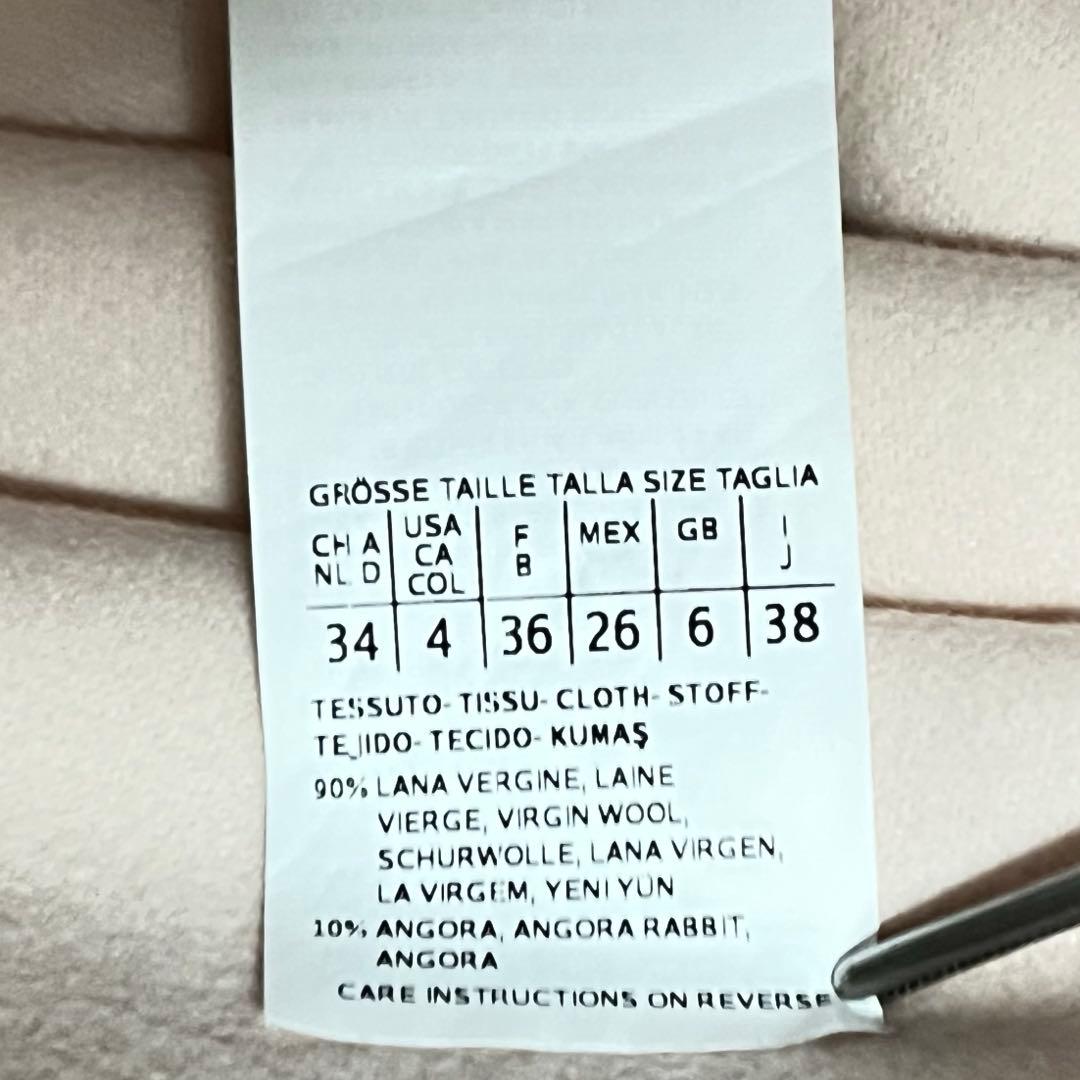 GRÖSSE TAILLE TALLA SIZE TAGLIA
CH A NL D | USA CA COL | F B | MEX | GB | I J
34 | 4 | 36 | 26 | 6 | 38
TESSUTO- TISSU- CLOTH- STOFF-
TEJIDO- TECIDO- KUMAŞ
90% LANA VERGINE, LAINE
VIERGE, VIRGIN WOOL,
SCHURWOLLE, LANA VIRGEN,
LA VIRGEM, YENI YÜN
10% ANGORA, ANGORA RABBIT,
ANGORA
CARE INSTRUCTIONS ON REVERSE